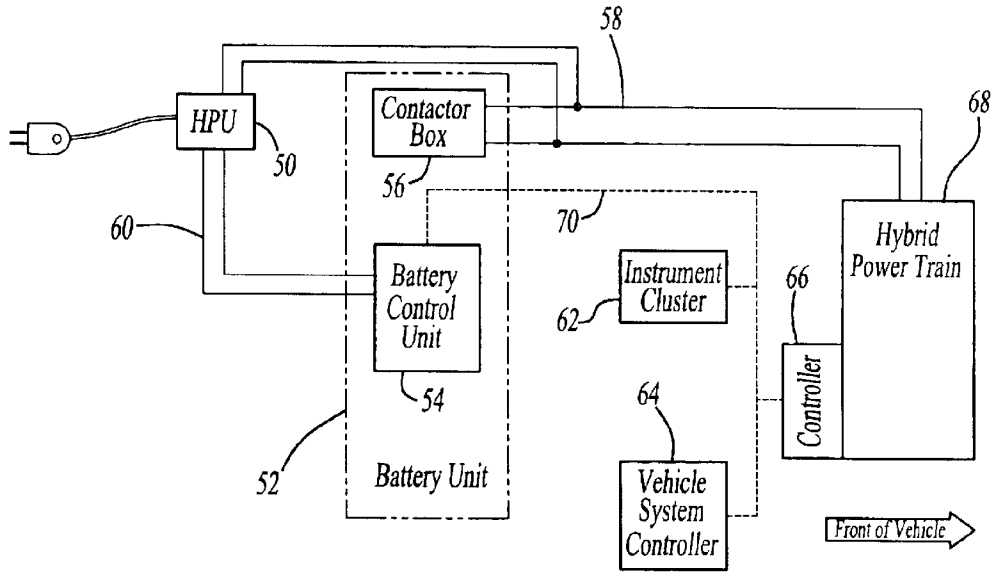 58
HPU
50
Contactor
Box
56
68
60
70
Hybrid
Power Train
Battery
Control
Unit
54
Instrument
Cluster
62
66
Controller
64
52
Battery Unit
Vehicle
System
Controller
Front of Vehicle